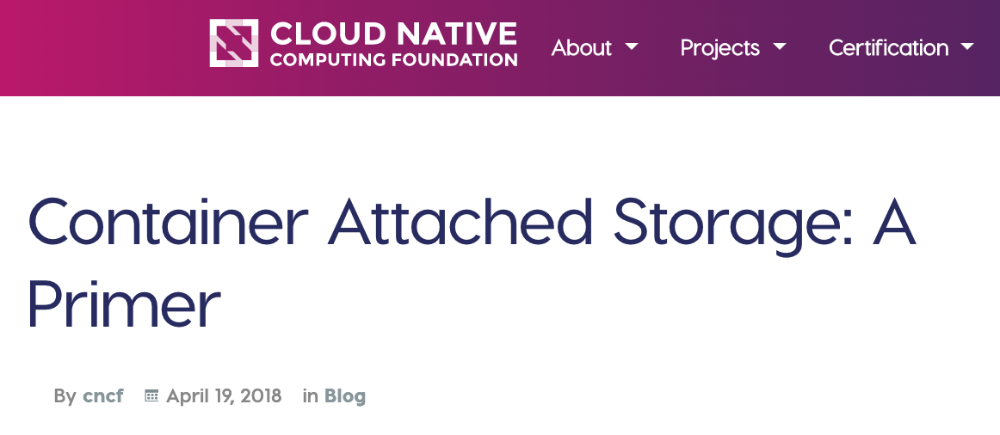 CLOUD NATIVE
COMPUTING FOUNDATION
About Projects Certification
Container Attached Storage: A
Primer
By cncf April 19, 2018 in Blog